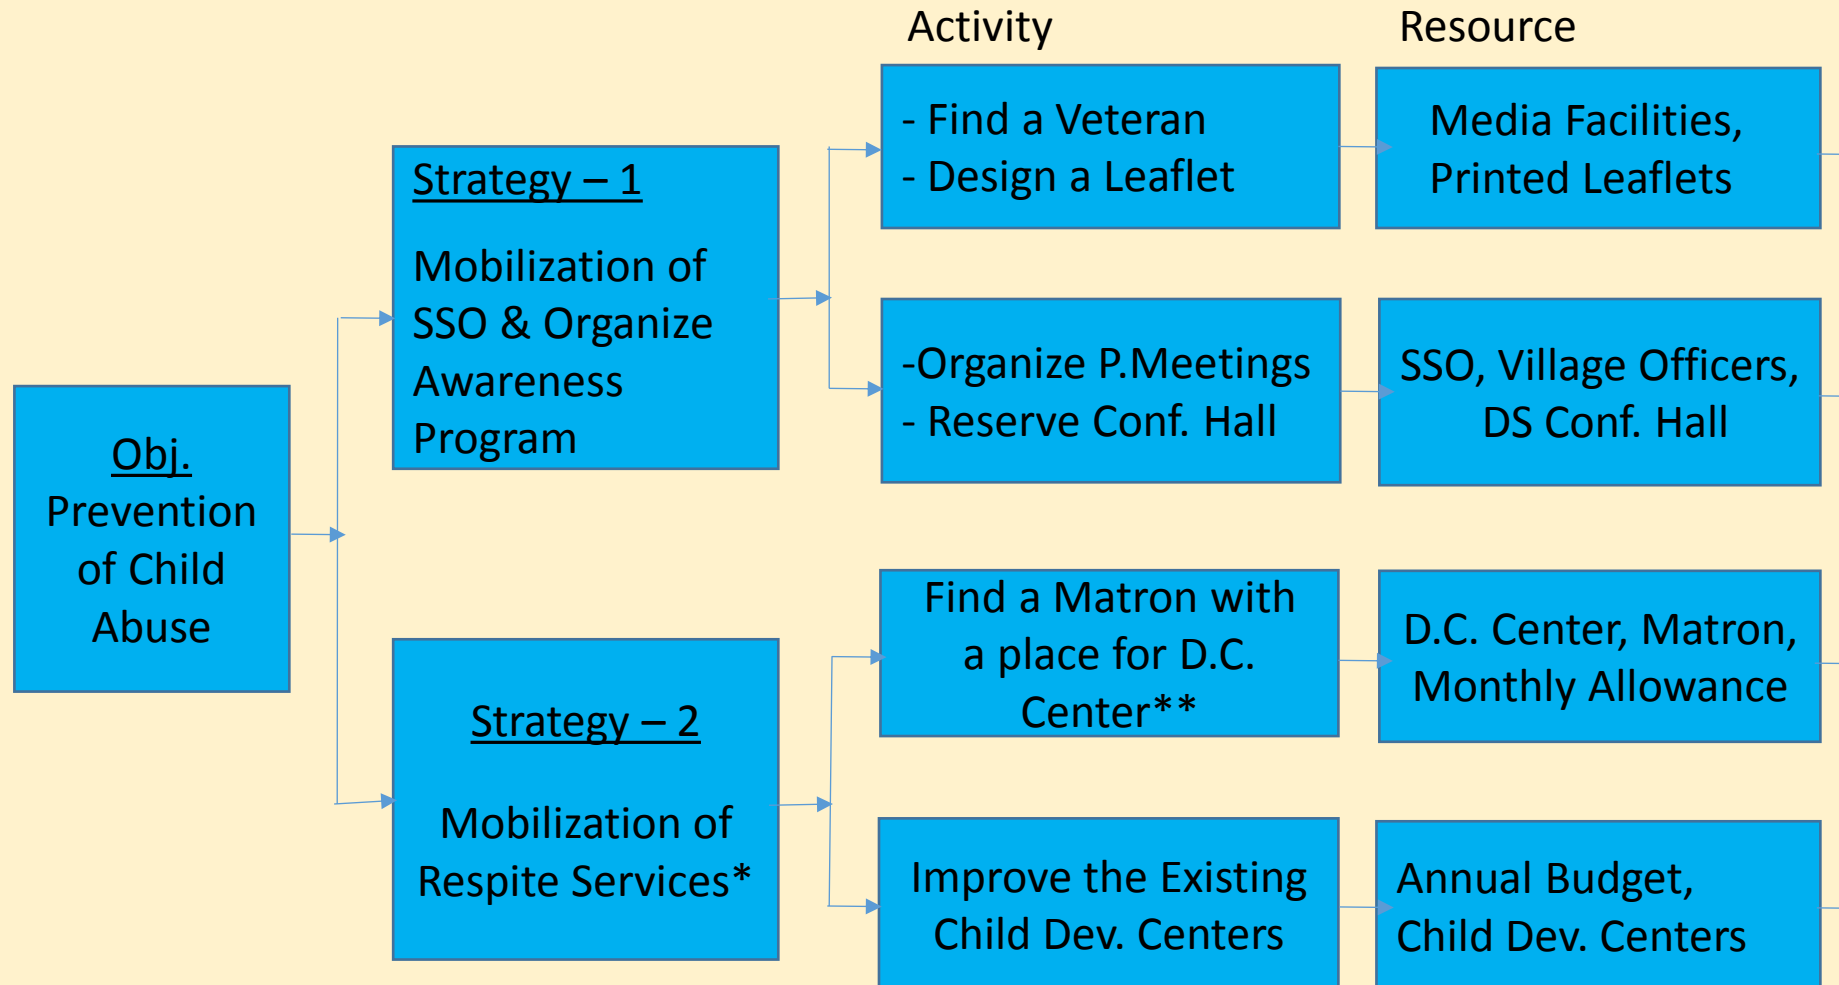 Activity
Resource
- Find a Veteran
- Design a Leaflet
Media Facilities,
Printed Leaflets
Strategy – 1
Mobilization of
SSO & Organize
Awareness
Program
-Organize P.Meetings
- Reserve Conf. Hall
SSO, Village Officers,
DS Conf. Hall
Obj.
Prevention
of Child
Abuse
Find a Matron with
a place for D.C.
Center**
D.C. Center, Matron,
Monthly Allowance
Strategy – 2
Mobilization of
Respite Services*
Improve the Existing
Child Dev. Centers
Annual Budget,
Child Dev. Centers